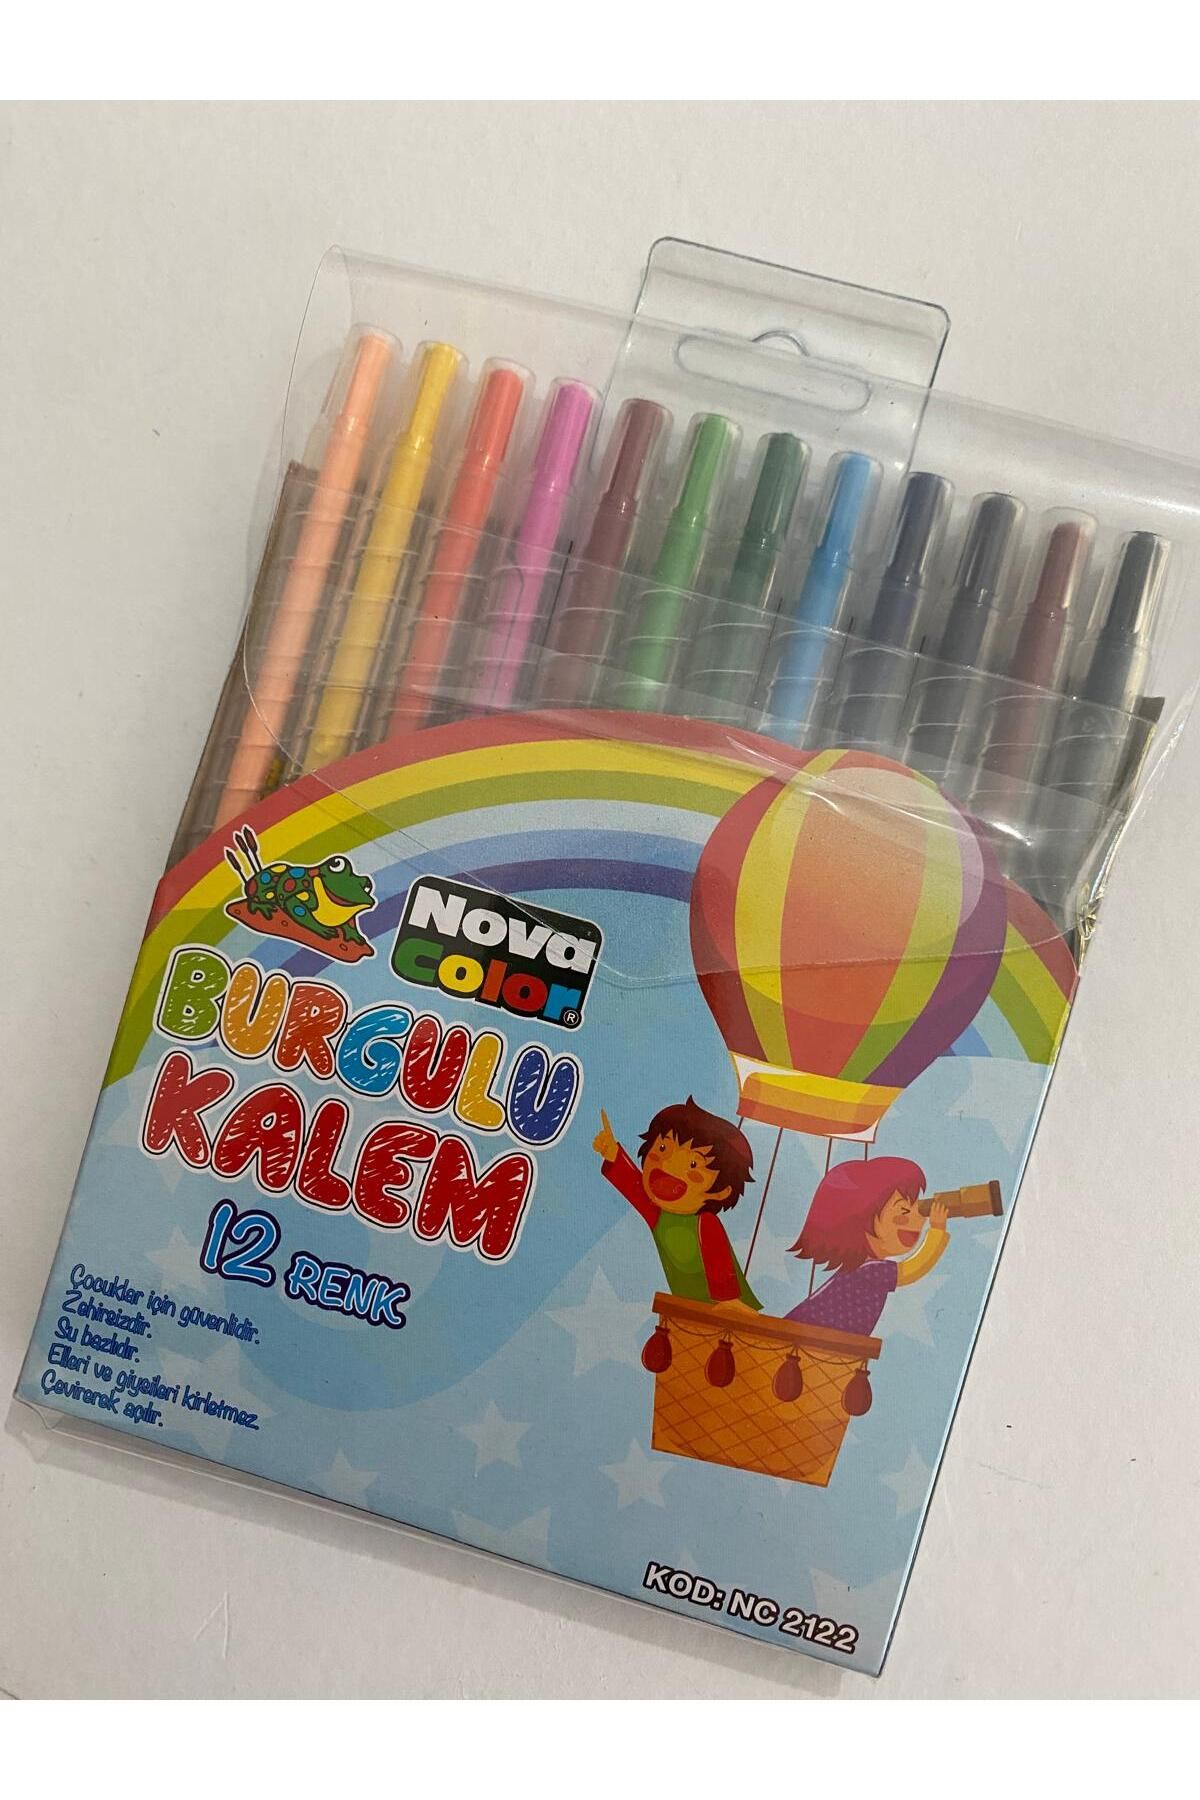 Nova
Color®
BURGULU
KALEM
12 RENK
Çocuklar için güvenlidir.
Zehirsizdir.
Su bazlıdır.
Elleri ve giysileri kirletmez.
Çevirerek açılır.
KOD: NC 2122